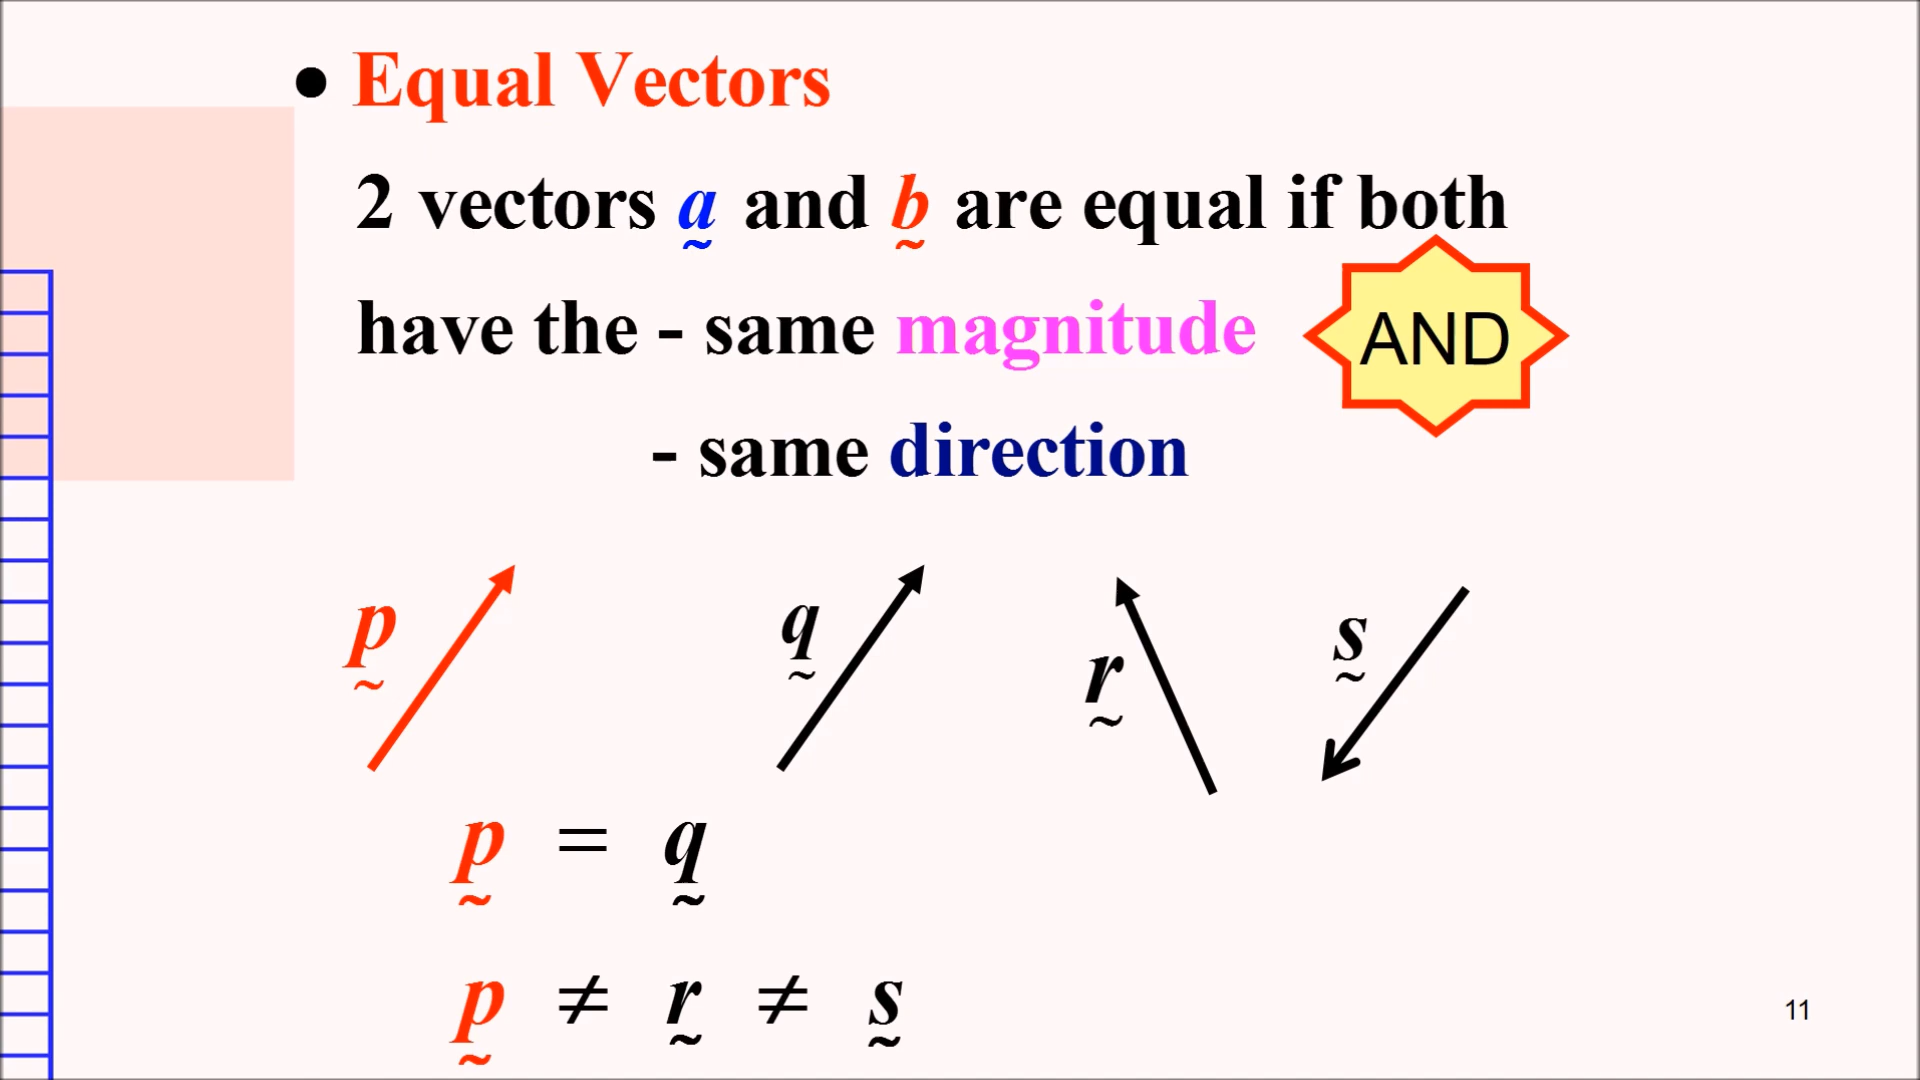 • Equal Vectors
2 vectors a̰ and b̰ are equal if both
have the - same magnitude AND
- same direction
p̰ q̰ r̰ s̰
p̰ = q̰
p̰ ≠ r̰ ≠ s̰
11